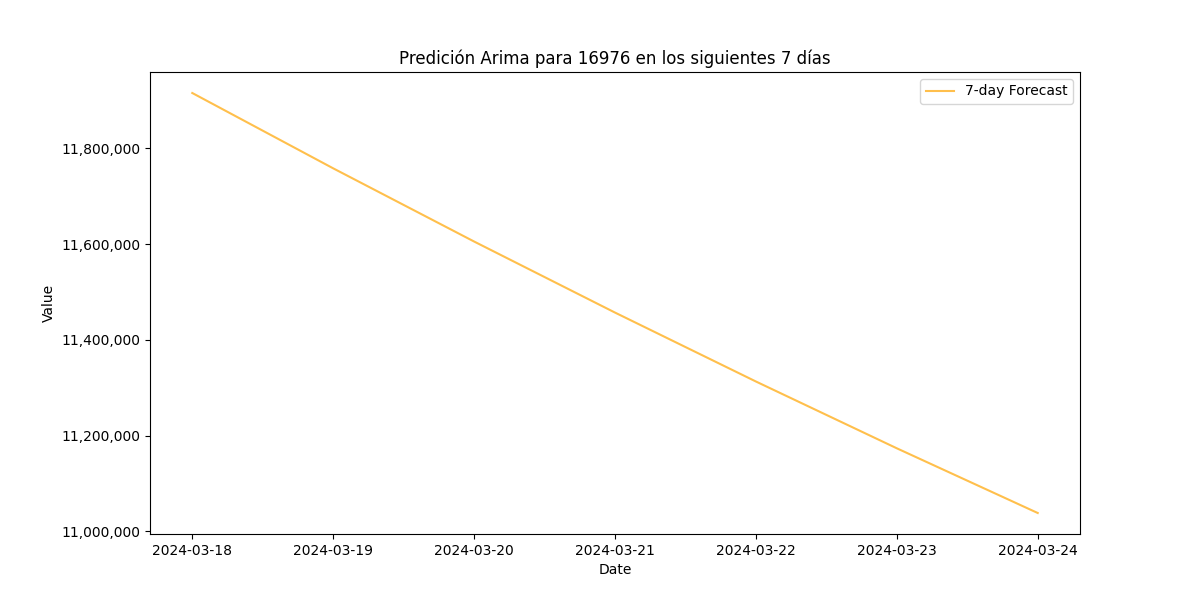 Predición Arima para 16976 en los siguientes 7 días
7-day Forecast
Value
11,800,000
11,600,000
11,400,000
11,200,000
11,000,000
2024-03-18 2024-03-19 2024-03-20 2024-03-21 2024-03-22 2024-03-23 2024-03-24
Date